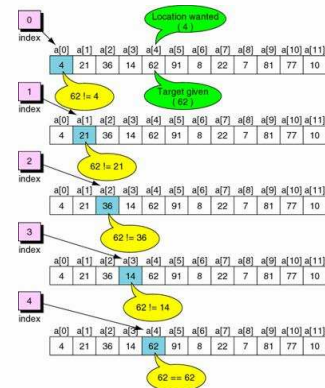 Location wanted
( 4 )
0
index
a[0] a[1] a[2] a[3] a[4] a[5] a[6] a[7] a[8] a[9] a[10] a[11]
4 21 36 14 62 91 8 22 7 81 77 10
62 != 4
Target given
( 62 )
1
index
a[0] a[1] a[2] a[3] a[4] a[5] a[6] a[7] a[8] a[9] a[10] a[11]
4 21 36 14 62 91 8 22 7 81 77 10
62 != 21
2
index
a[0] a[1] a[2] a[3] a[4] a[5] a[6] a[7] a[8] a[9] a[10] a[11]
4 21 36 14 62 91 8 22 7 81 77 10
62 != 36
3
index
a[0] a[1] a[2] a[3] a[4] a[5] a[6] a[7] a[8] a[9] a[10] a[11]
4 21 36 14 62 91 8 22 7 81 77 10
62 != 14
4
index
a[0] a[1] a[2] a[3] a[4] a[5] a[6] a[7] a[8] a[9] a[10] a[11]
4 21 36 14 62 91 8 22 7 81 77 10
62 == 62